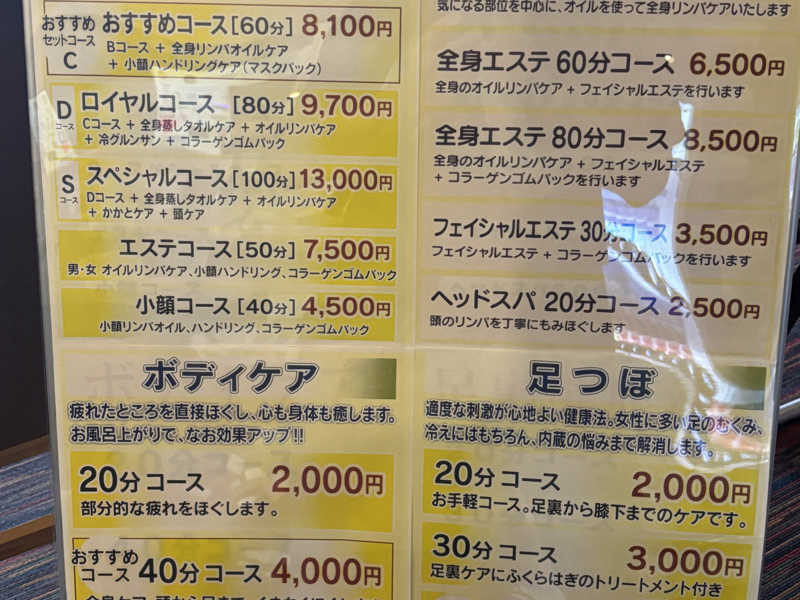 おすすめ
セットコース
C
おすすめコース[60分] 8,100円
Bコース + 全身リンパオイルケア
+ 小顔ハンドリングケア(マスクパック)
D
コース
ロイヤルコース [80分] 9,700円
Cコース + 全身蒸しタオルケア + オイルリンパケア
+ 冷グルンサン + コラーゲンゴムパック
S
コース
スペシャルコース[100分]13,000円
Dコース + 全身蒸しタオルケア + オイルリンパケア
+ かかとケア + 頭ケア
エステコース[50分] 7,500円
男・女 オイルリンパケア、小顔ハンドリング、コラーゲンゴムパック
小顔コース [40分] 4,500円
小顔リンパオイル、ハンドリング、コラーゲンゴムパック
ボディケア
疲れたところを直接ほぐし、心も身体も癒します。
お風呂上がりで、なお効果アップ!!
20分 コース 2,000円
部分的な疲れをほぐします。
おすすめ
コース 40分 コース 4,000円
気になる部位を中心に、オイルを使って全身リンパケアいたします
全身エステ 60分コース 6,500円
全身のオイルリンパケア + フェイシャルエステを行います
全身エステ 80分コース 8,500円
全身のオイルリンパケア + フェイシャルエステ
+ コラーゲンゴムパックを行います
フェイシャルエステ 30分コース 3,500円
フェイシャルエステ + コラーゲンゴムパックを行います
ヘッドスパ 20分コース 2,500円
頭のリンパを丁寧にもみほぐします
足つぼ
適度な刺激が心地よい健康法。女性に多い足のむくみ、
冷えにはもちろん、内蔵の悩みまで解消します。
20分 コース 2,000円
お手軽コース。足裏から膝下までのケアです。
30分 コース 3,000円
足裏ケアにふくらはぎのトリートメント付き